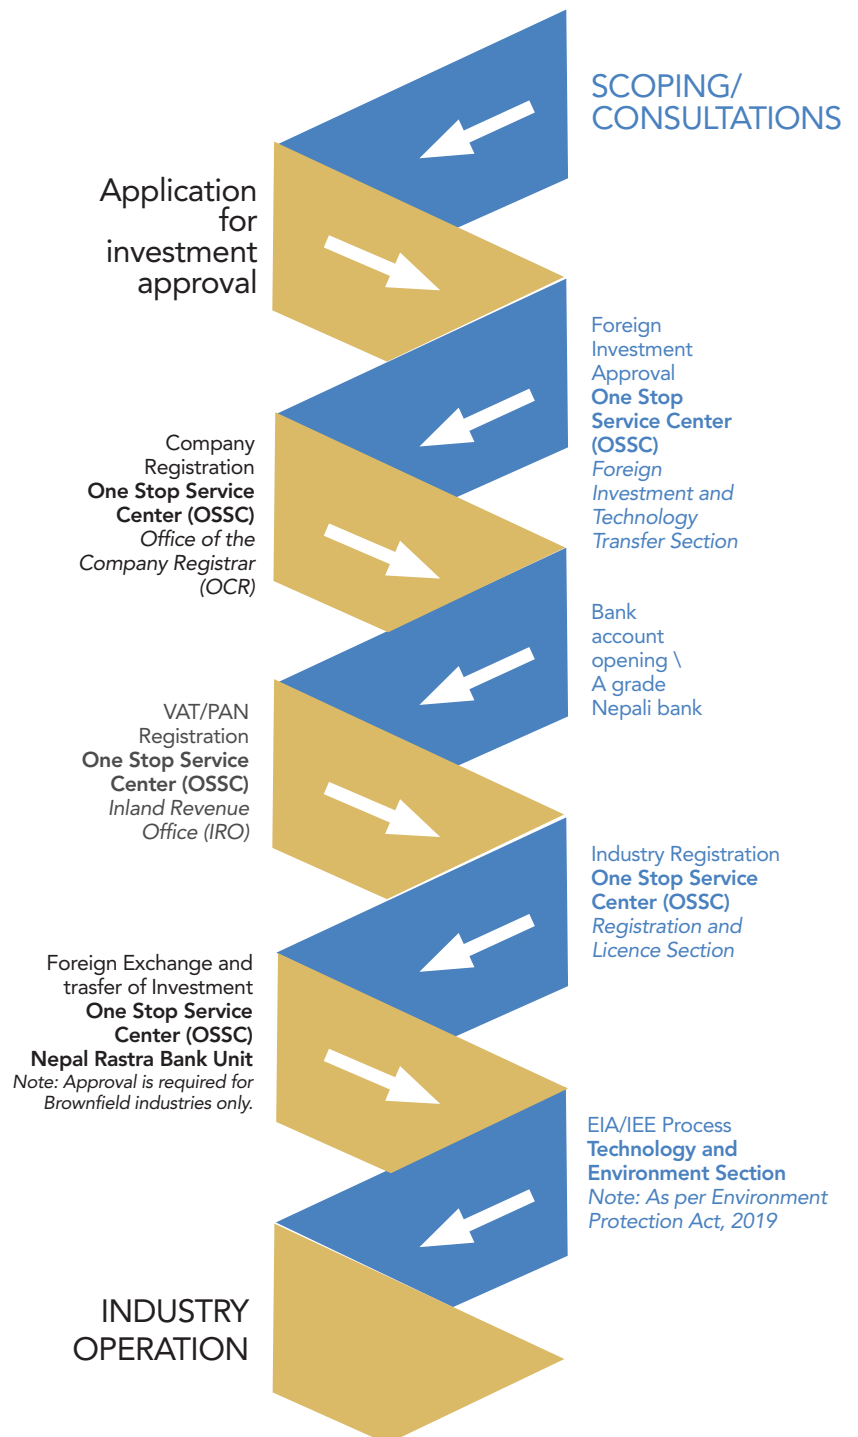 SCOPING/
CONSULTATIONS
Application
for
investment
approval
Foreign
Investment
Approval
One Stop
Service Center
(OSSC)
Foreign
Investment and
Technology
Transfer Section
Company
Registration
One Stop Service
Center (OSSC)
Office of the
Company Registrar
(OCR)
Bank
account
opening \
A grade
Nepali bank
VAT/PAN
Registration
One Stop Service
Center (OSSC)
Inland Revenue
Office (IRO)
Industry Registration
One Stop Service
Center (OSSC)
Registration and
Licence Section
Foreign Exchange and
trasfer of Investment
One Stop Service
Center (OSSC)
Nepal Rastra Bank Unit
Note: Approval is required for
Brownfield industries only.
EIA/IEE Process
Technology and
Environment Section
Note: As per Environment
Protection Act, 2019
INDUSTRY
OPERATION